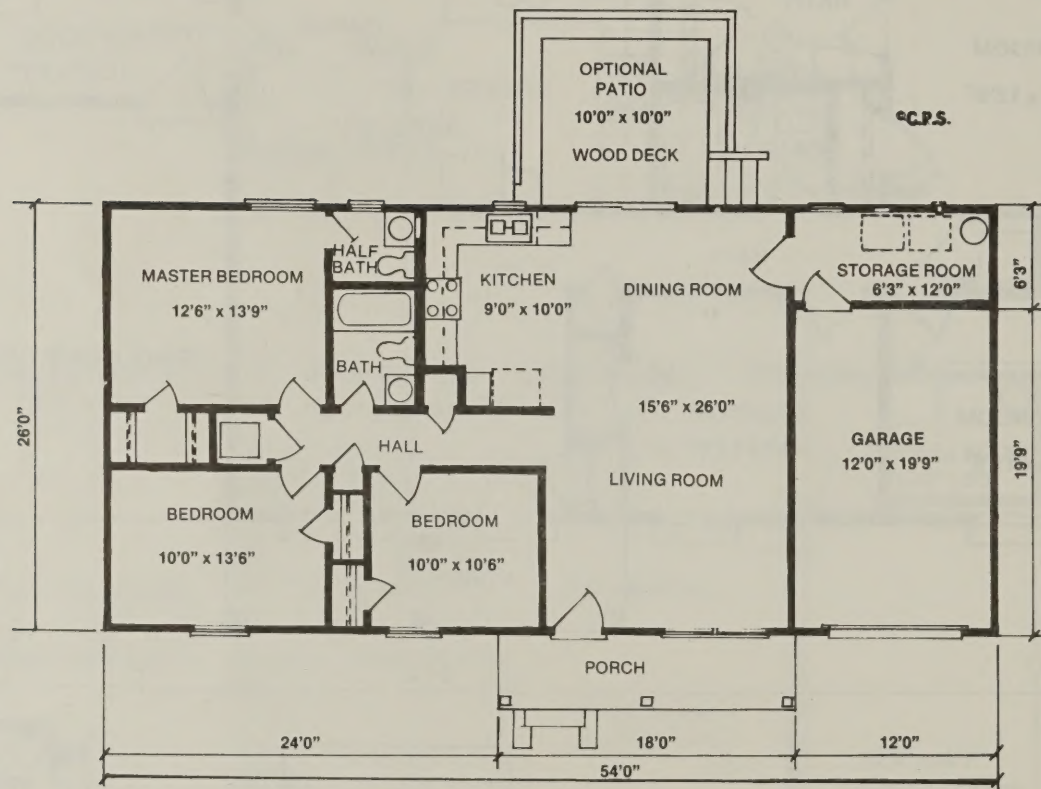 OPTIONAL
PATIO
10'0" x 10'0"
WOOD DECK
©C.P.S.
MASTER BEDROOM
12'6" x 13'9"
HALF
BATH
KITCHEN
9'0" x 10'0"
DINING ROOM
STORAGE ROOM
6'3" x 12'0"
6'3"
BATH
15'6" x 26'0"
26'0"
HALL
GARAGE
12'0" x 19'9"
19'9"
LIVING ROOM
BEDROOM
10'0" x 13'6"
BEDROOM
10'0" x 10'6"
PORCH
24'0"
18'0"
12'0"
54'0"